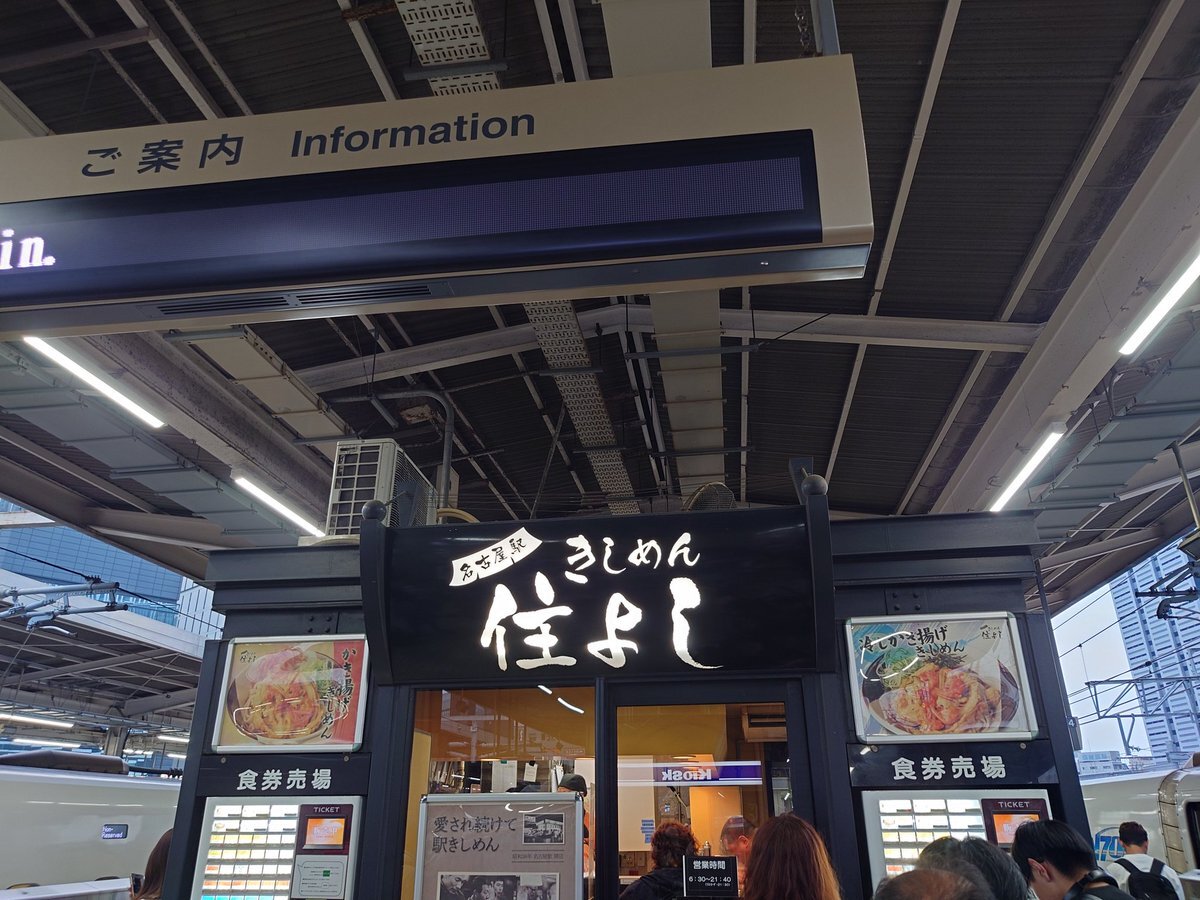 ご案内 Information
in.
名古屋駅
きしめん
住よし
かき揚げ
きしめん
冷しかき揚げ
きしめん
食券売場
食券売場
TICKET
TICKET
Kiosk
愛され続けて
駅きしめん
営業時間
6:30~21:40
Non-
Reserved